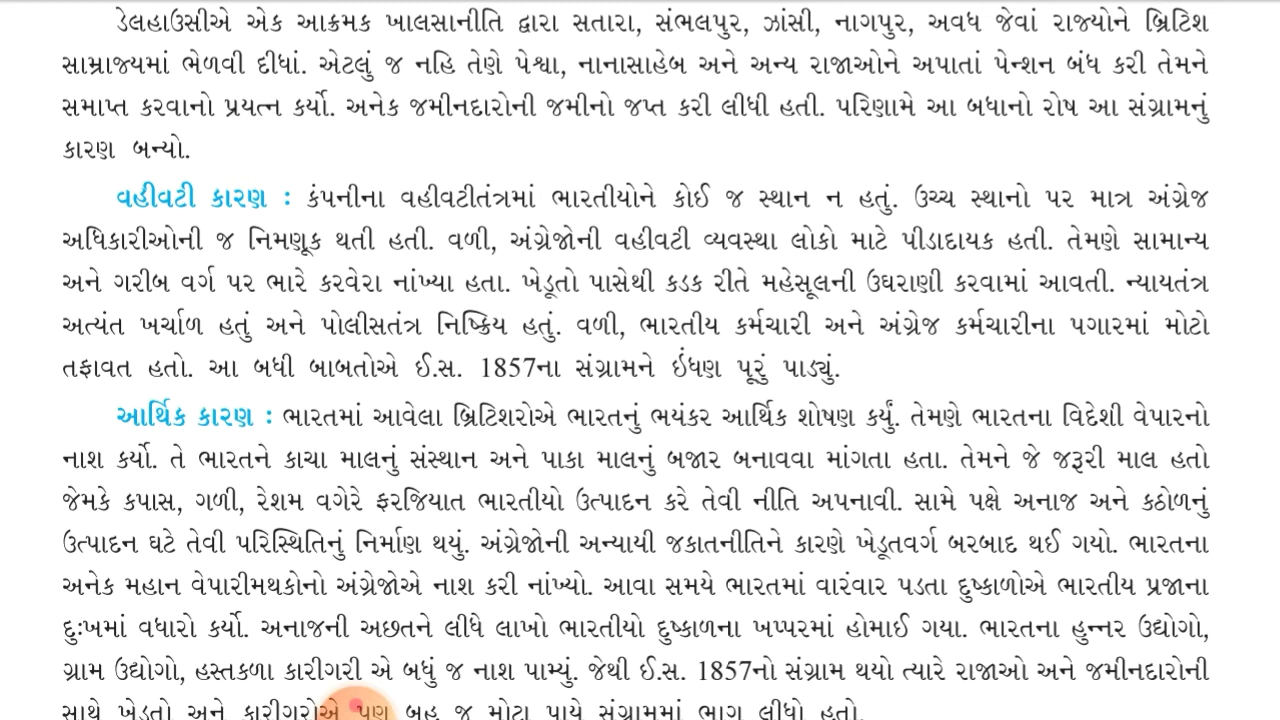 ડેલહાઉસીએ એક આક્રમક ખાલસાનીતિ દ્વારા સતારા, સંભલપુર, ઝાંસી, નાગપુર, અવધ જેવાં રાજ્યોને બ્રિટિશ
સામ્રાજ્યમાં ભેળવી દીધાં. એટલું જ નહિ તેણે પેશ્વા, નાનાસાહેબ અને અન્ય રાજાઓને અપાતાં પેન્શન બંધ કરી તેમને
સમાપ્ત કરવાનો પ્રયત્ન કર્યો. અનેક જમીનદારોની જમીનો જપ્ત કરી લીધી હતી. પરિણામે આ બધાનો રોષ આ સંગ્રામનું
કારણ બન્યો.
વહીવટી કારણ : કંપનીના વહીવટીતંત્રમાં ભારતીયોને કોઈ જ સ્થાન ન હતું. ઉચ્ચ સ્થાનો પર માત્ર અંગ્રેજ
અધિકારીઓની જ નિમણૂક થતી હતી. વળી, અંગ્રેજોની વહીવટી વ્યવસ્થા લોકો માટે પીડાદાયક હતી. તેમણે સામાન્ય
અને ગરીબ વર્ગ પર ભારે કરવેરા નાંખ્યા હતા. ખેડૂતો પાસેથી કડક રીતે મહેસૂલની ઉઘરાણી કરવામાં આવતી. ન્યાયતંત્ર
અત્યંત ખર્ચાળ હતું અને પોલીસતંત્ર નિષ્ક્રિય હતું. વળી, ભારતીય કર્મચારી અને અંગ્રેજ કર્મચારીના પગારમાં મોટો
તફાવત હતો. આ બધી બાબતોએ ઈ.સ. 1857ના સંગ્રામને ઇંધણ પૂરું પાડ્યું.
આર્થિક કારણ : ભારતમાં આવેલા બ્રિટિશરોએ ભારતનું ભયંકર આર્થિક શોષણ કર્યું. તેમણે ભારતના વિદેશી વેપારનો
નાશ કર્યો. તે ભારતને કાચા માલનું સંસ્થાન અને પાકા માલનું બજાર બનાવવા માંગતા હતા. તેમને જે જરૂરી માલ હતો
જેમકે કપાસ, ગળી, રેશમ વગેરે ફરજિયાત ભારતીયો ઉત્પાદન કરે તેવી નીતિ અપનાવી. સામે પક્ષે અનાજ અને કઠોળનું
ઉત્પાદન ઘટે તેવી પરિસ્થિતિનું નિર્માણ થયું. અંગ્રેજોની અન્યાયી જકાતનીતિને કારણે ખેડૂતવર્ગ બરબાદ થઈ ગયો. ભારતના
અનેક મહાન વેપારીમથકોનો અંગ્રેજોએ નાશ કરી નાંખ્યો. આવા સમયે ભારતમાં વારંવાર પડતા દુષ્કાળોએ ભારતીય પ્રજાના
દુઃખમાં વધારો કર્યો. અનાજની અછતને લીધે લાખો ભારતીયો દુષ્કાળના ખપ્પરમાં હોમાઈ ગયા. ભારતના હુન્નર ઉદ્યોગો,
ગ્રામ ઉદ્યોગો, હસ્તકળા કારીગરી એ બધું જ નાશ પામ્યું. જેથી ઈ.સ. 1857નો સંગ્રામ થયો ત્યારે રાજાઓ અને જમીનદારોની
સાથે ખેડૂતો અને કારીગરોએ પણ બહુ જ મોટા પાયે સંગ્રામમાં ભાગ લીધો હતો.